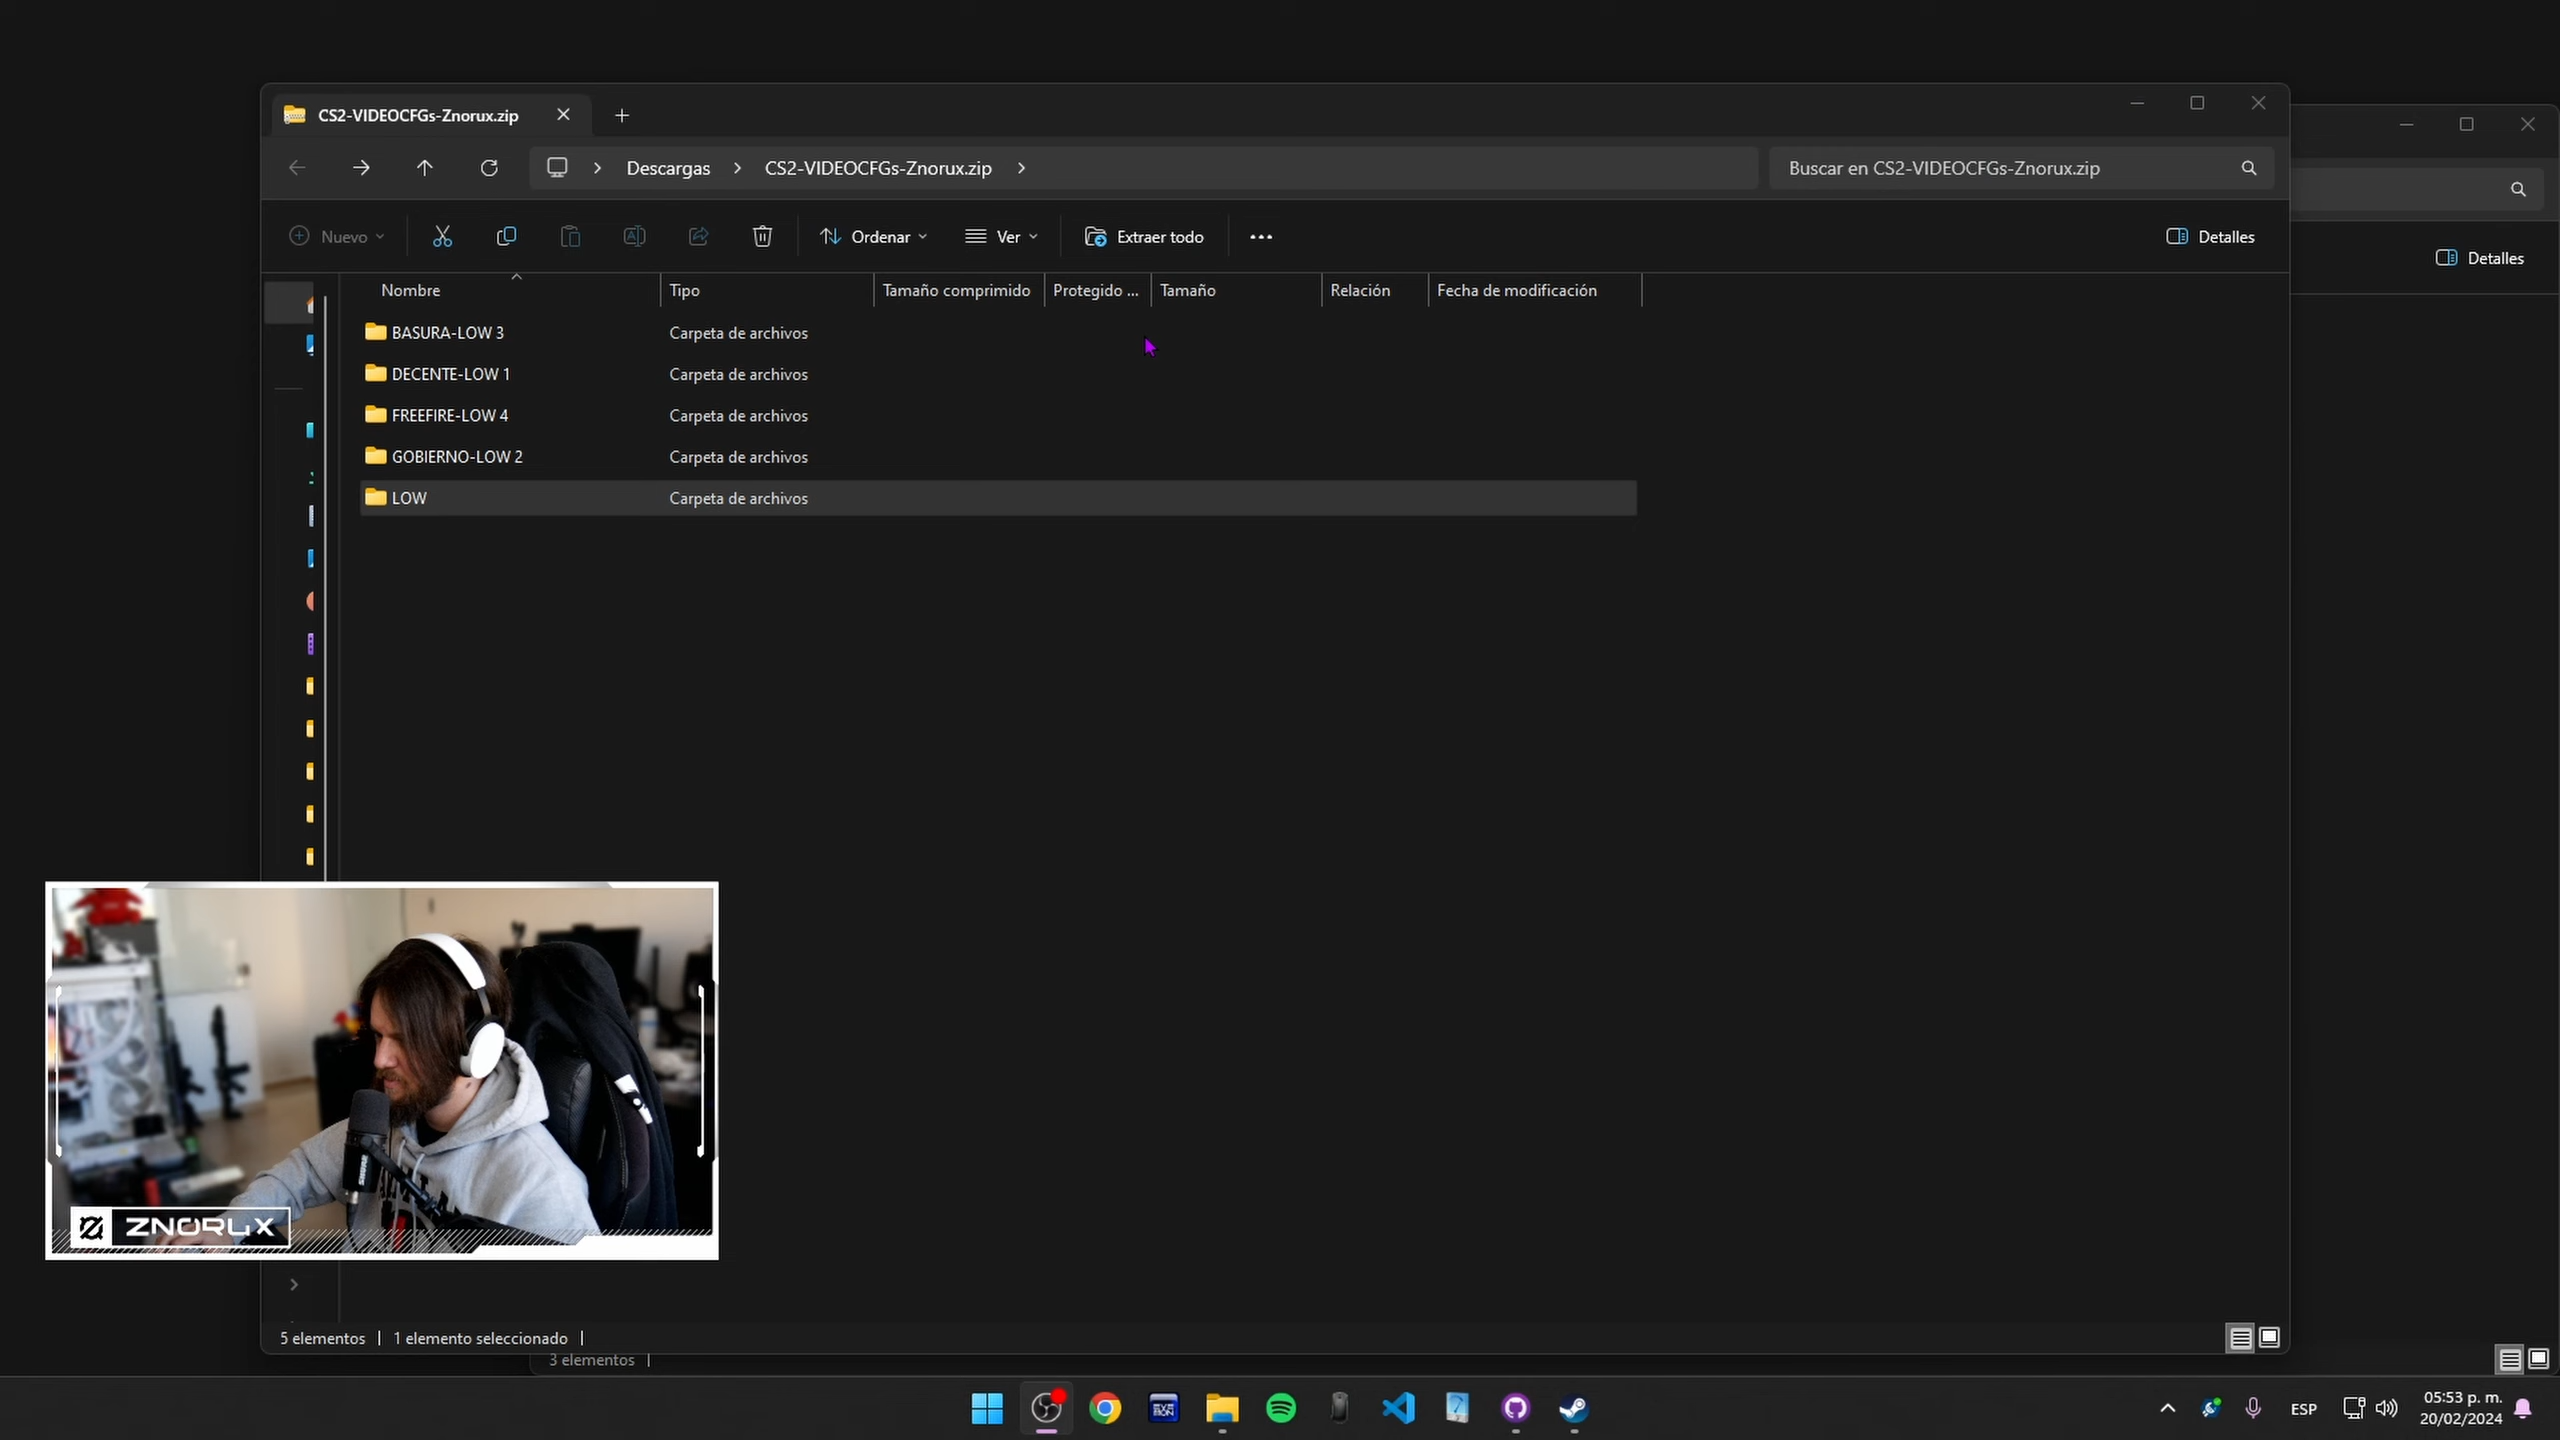 CS2-VIDEOCFGs-Znorux.zip
Descargas
CS2-VIDEOCFGs-Znorux.zip
Buscar en CS2-VIDEOCFGs-Znorux.zip
Nuevo
Ordenar
Ver
Extraer todo
Detalles
Detalles
Nombre
Tipo
Tamaño comprimido
Protegido ...
Tamaño
Relación
Fecha de modificación
BASURA-LOW 3
Carpeta de archivos
DECENTE-LOW 1
Carpeta de archivos
FREEFIRE-LOW 4
Carpeta de archivos
GOBIERNO-LOW 2
Carpeta de archivos
LOW
Carpeta de archivos
SHURE
ZNORUX
5 elementos
1 elemento seleccionado
3 elementos
ESP
05:53 p. m.
20/02/2024